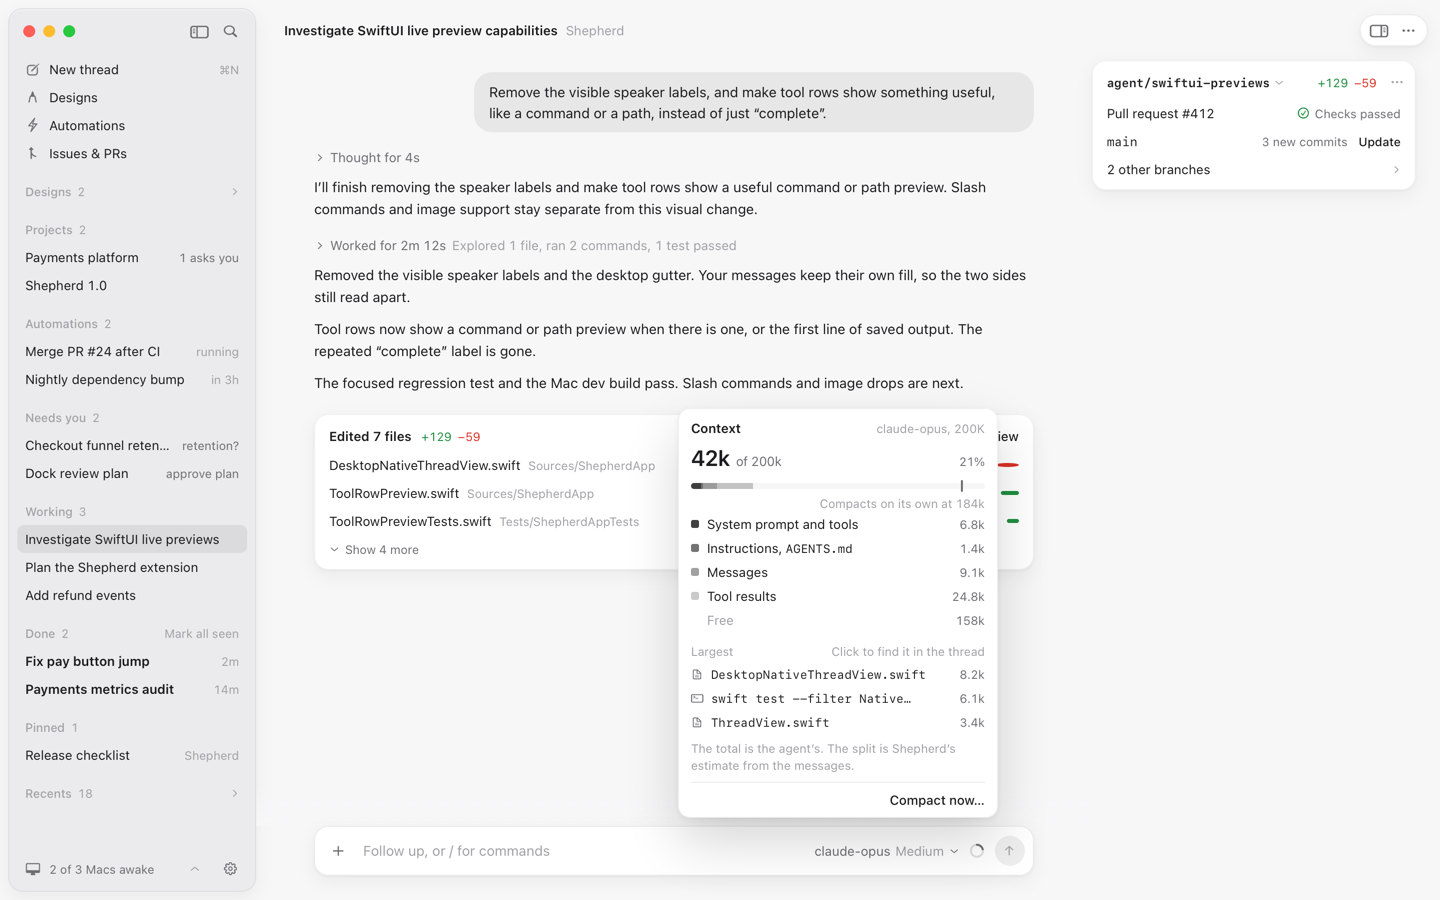 Investigate SwiftUI live preview capabilities Shepherd
New thread ⌘N
Designs
Automations
Issues & PRs
Designs 2
Projects 2
Payments platform 1 asks you
Shepherd 1.0
Automations 2
Merge PR #24 after CI running
Nightly dependency bump in 3h
Needs you 2
Checkout funnel reten... retention?
Dock review plan approve plan
Working 3
Investigate SwiftUI live previews
Plan the Shepherd extension
Add refund events
Done 2 Mark all seen
Fix pay button jump 2m
Payments metrics audit 14m
Pinned 1
Release checklist Shepherd
Recents 18
2 of 3 Macs awake
Remove the visible speaker labels, and make tool rows show something useful,
like a command or a path, instead of just “complete”.
Thought for 4s
I’ll finish removing the speaker labels and make tool rows show a useful command or path preview. Slash
commands and image support stay separate from this visual change.
Worked for 2m 12s Explored 1 file, ran 2 commands, 1 test passed
Removed the visible speaker labels and the desktop gutter. Your messages keep their own fill, so the two sides
still read apart.
Tool rows now show a command or path preview when there is one, or the first line of saved output. The
repeated “complete” label is gone.
The focused regression test and the Mac dev build pass. Slash commands and image drops are next.
Edited 7 files +129 −59
DesktopNativeThreadView.swift Sources/ShepherdApp
ToolRowPreview.swift Sources/ShepherdApp
ToolRowPreviewTests.swift Tests/ShepherdAppTests
Show 4 more
iew
Context claude-opus, 200K
42k of 200k 21%
Compacts on its own at 184k
System prompt and tools 6.8k
Instructions, AGENTS.md 1.4k
Messages 9.1k
Tool results 24.8k
Free 158k
Largest Click to find it in the thread
DesktopNativeThreadView.swift 8.2k
swift test --filter Native… 6.1k
ThreadView.swift 3.4k
The total is the agent's. The split is Shepherd's
estimate from the messages.
Compact now...
Follow up, or / for commands claude-opus Medium
agent/swiftui-previews +129 −59
Pull request #412 Checks passed
main 3 new commits Update
2 other branches